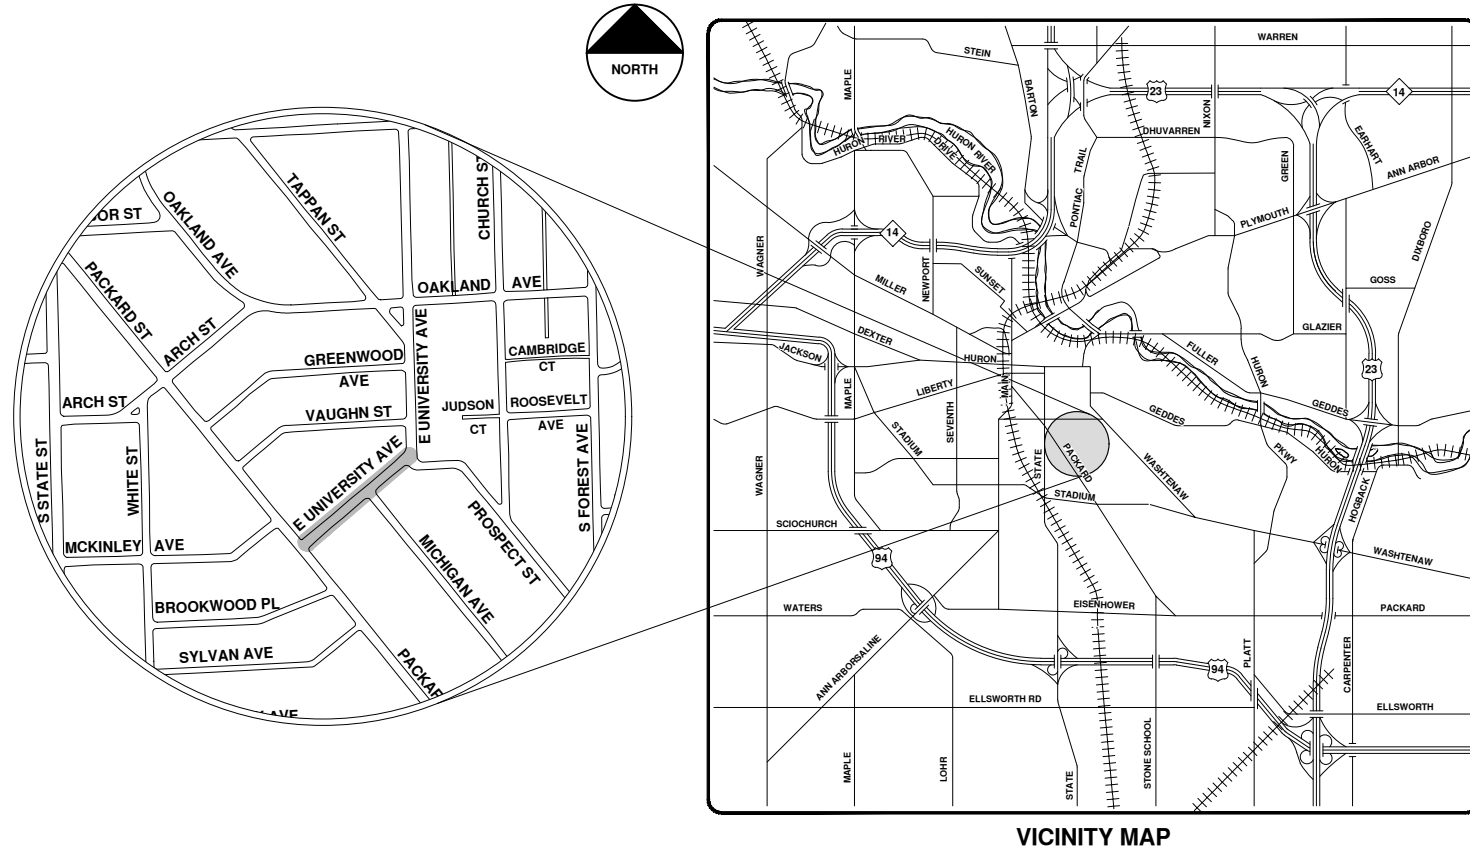 NORTH
OR ST
OAKLAND AVE
TAPPAN ST
CHURCH ST
PACKARD ST
ARCH ST
OAKLAND AVE
E UNIVERSITY AVE
GREENWOOD
AVE
CAMBRIDGE
CT
ARCH ST
VAUGHN ST
JUDSON
CT
ROOSEVELT
AVE
S STATE ST
WHITE ST
E UNIVERSITY AVE
S FOREST AVE
MCKINLEY AVE
PROSPECT ST
MICHIGAN AVE
BROOKWOOD PL
SYLVAN AVE
PACKAR
AVE
WARREN
STEIN
MAPLE
BARTON
23
14
NIXON
DHUVARREN
EARHART
HURON RIVER DRIVE
HURON RIVER
PONTIAC TRAIL
GREEN
ANN ARBOR
PLYMOUTH
DIXBORO
WAGNER
14
MILLER
NEWPORT
SUNSET
GOSS
DEXTER
GLAZIER
JACKSON
HURON
FULLER
HURON
23
MAPLE
LIBERTY
MAIN
GEDDES
GEDDES
SEVENTH
STADIUM
STATE
PACKARD
WASHTENAW
PKWY
HURON
WAGNER
STADIUM
HOGBACK
SCIOCHURCH
94
WASHTENAW
WATERS
EISENHOWER
PACKARD
ANN ARBORSALINE
PLATT
CARPENTER
94
ELLSWORTH RD
ELLSWORTH
MAPLE
LOHR
STATE
STONE SCHOOL
VICINITY MAP